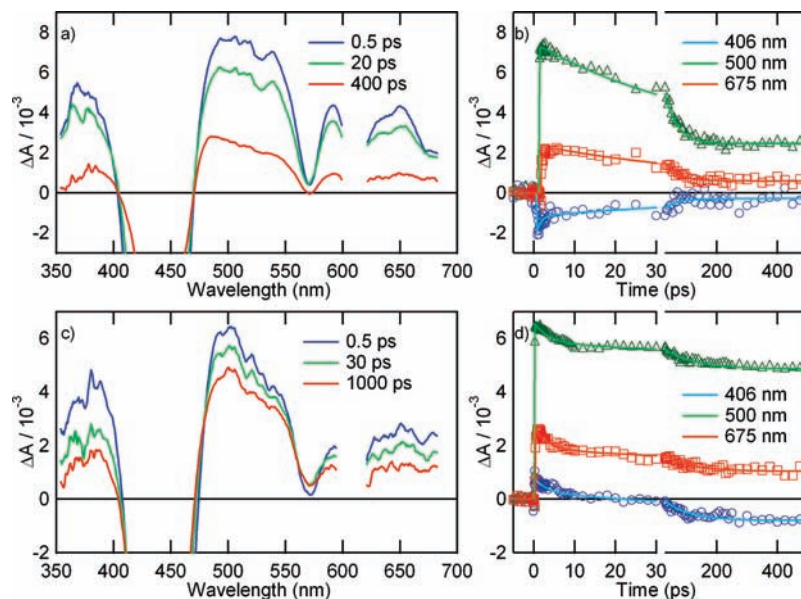 a)
8
6
4
2
0
-2
ΔA / 10⁻³
0.5 ps
20 ps
400 ps
350 400 450 500 550 600 650 700
Wavelength (nm)
b)
8
6
4
2
0
-2
ΔA / 10⁻³
406 nm
500 nm
675 nm
0 10 20 30 200 400
Time (ps)
c)
6
4
2
0
-2
ΔA / 10⁻³
0.5 ps
30 ps
1000 ps
350 400 450 500 550 600 650 700
Wavelength (nm)
d)
6
4
2
0
-2
ΔA / 10⁻³
406 nm
500 nm
675 nm
0 10 20 30 200 400
Time (ps)